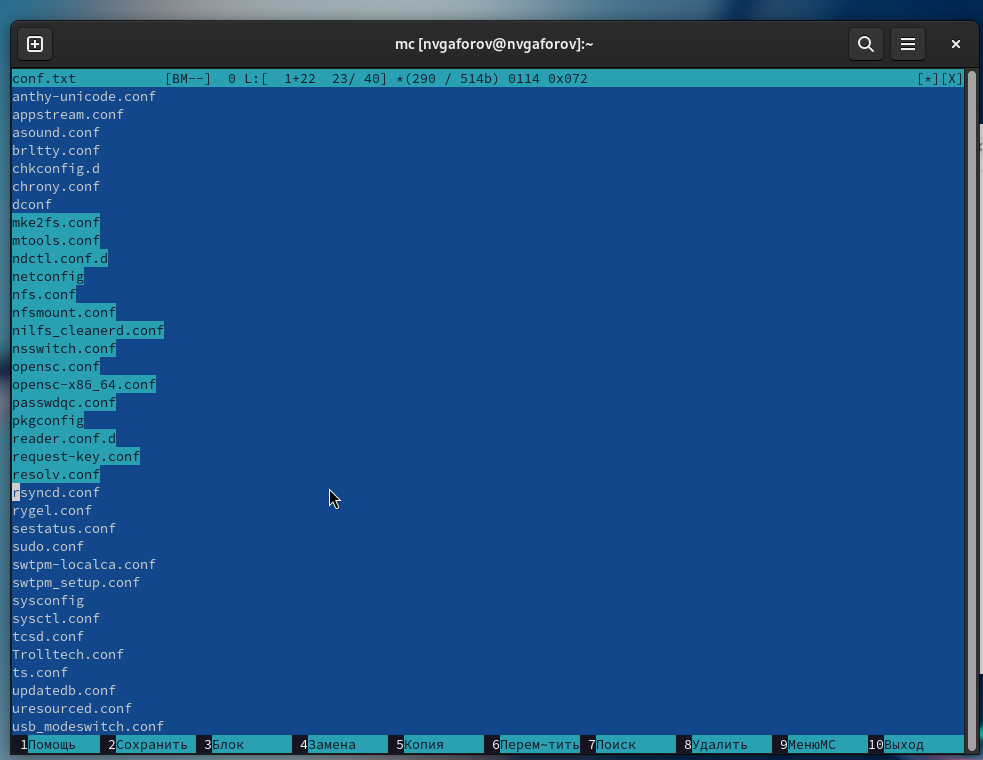 mc [nvgaforov@nvgaforov]:~
conf.txt [BM--] 0 L:[ 1+22 23/ 40] *(290 / 514b) 0114 0x072 [*][X]
anthy-unicode.conf
appstream.conf
asound.conf
brltty.conf
chkconfig.d
chrony.conf
dconf
mke2fs.conf
mtools.conf
ndctl.conf.d
netconfig
nfs.conf
nfsmount.conf
nilfs_cleanerd.conf
nsswitch.conf
opensc.conf
opensc-x86_64.conf
passwdqc.conf
pkgconfig
reader.conf.d
request-key.conf
resolv.conf
rsyncd.conf
rygel.conf
sestatus.conf
sudo.conf
swtpm-localca.conf
swtpm_setup.conf
sysconfig
sysctl.conf
tcsd.conf
Trolltech.conf
ts.conf
updatedb.conf
uresourced.conf
usb_modeswitch.conf
1Помощь 2Сохранить 3Блок 4Замена 5Копия 6Перем~тить 7Поиск 8Удалить 9МенюMC 10Выход